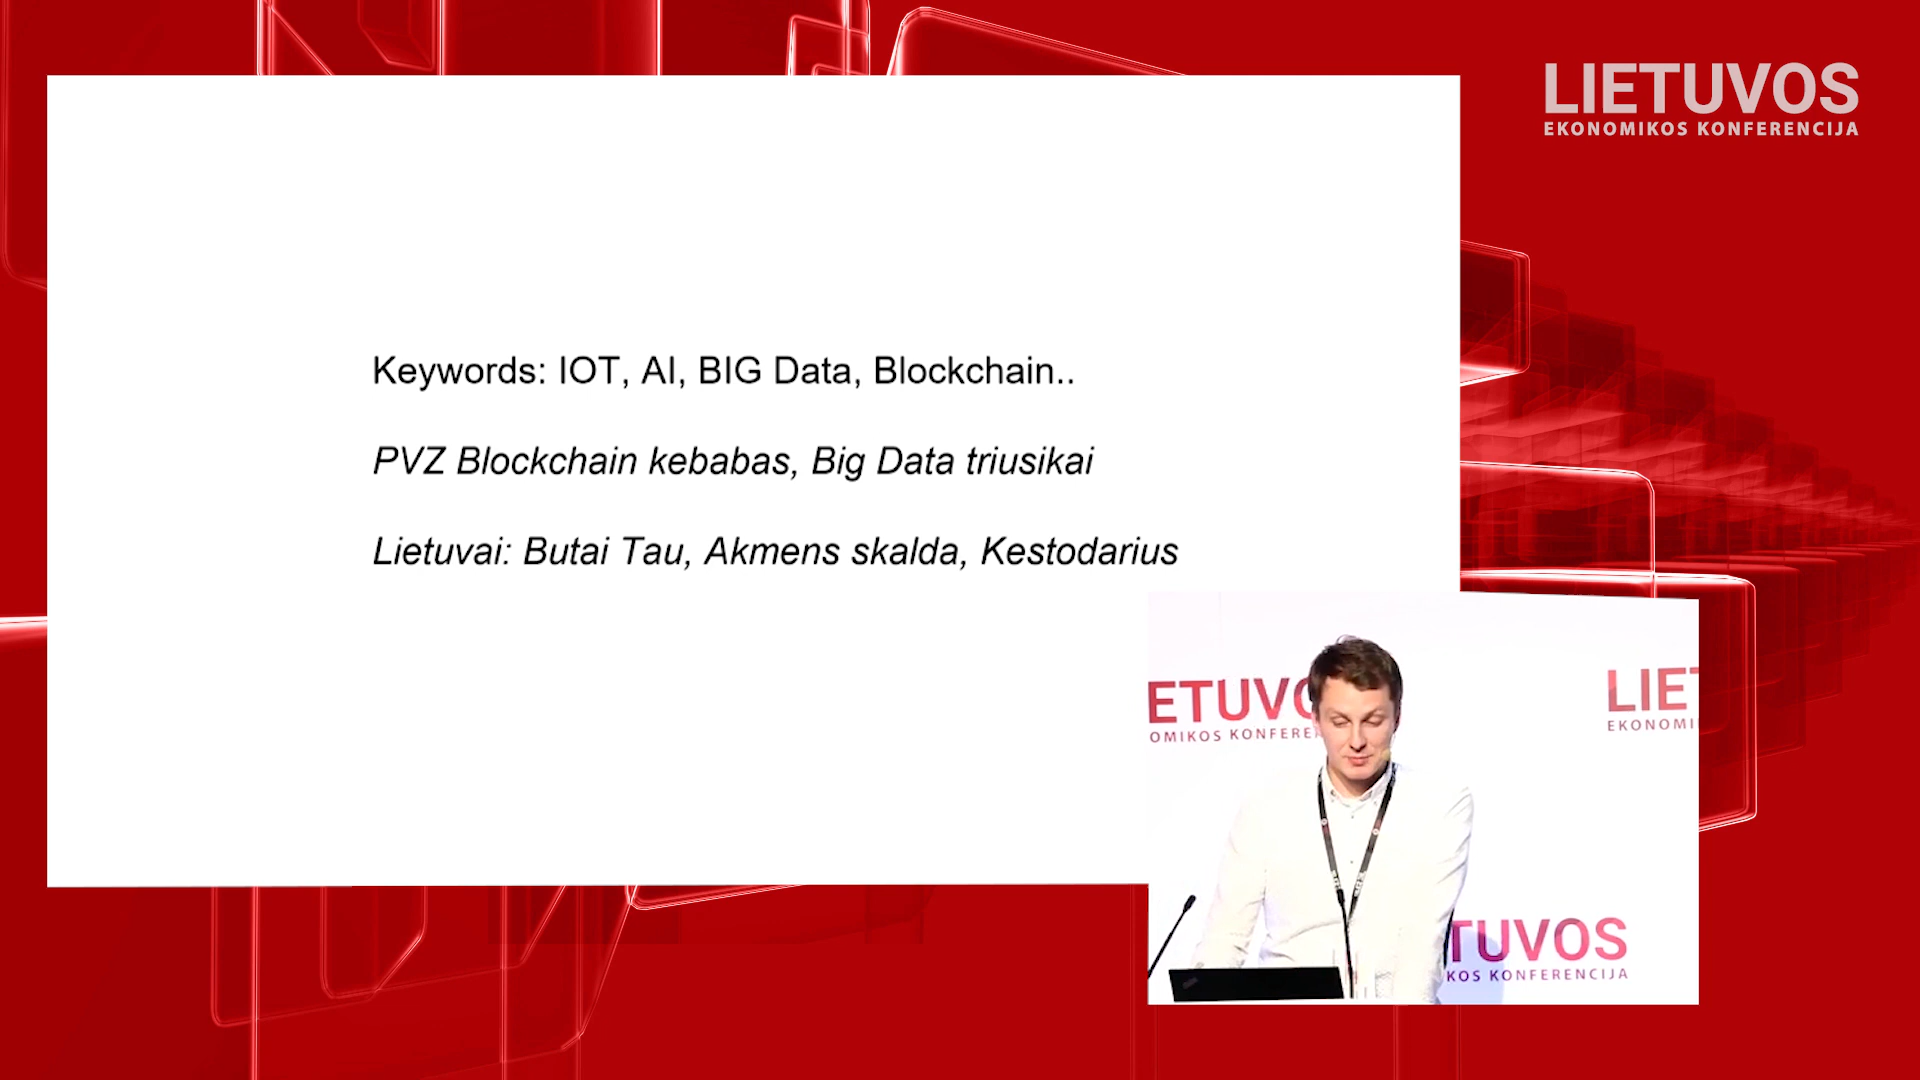 LIETUVOS
EKONOMIKOS KONFERENCIJA
Keywords: IOT, AI, BIG Data, Blockchain..
PVZ Blockchain kebabas, Big Data triusikai
Lietuvai: Butai Tau, Akmens skalda, Kestodarius
ETUVO
OMIKOS KONFERE
LIET
EKONOMI
TUVOS
KOS KONFERENCIJA